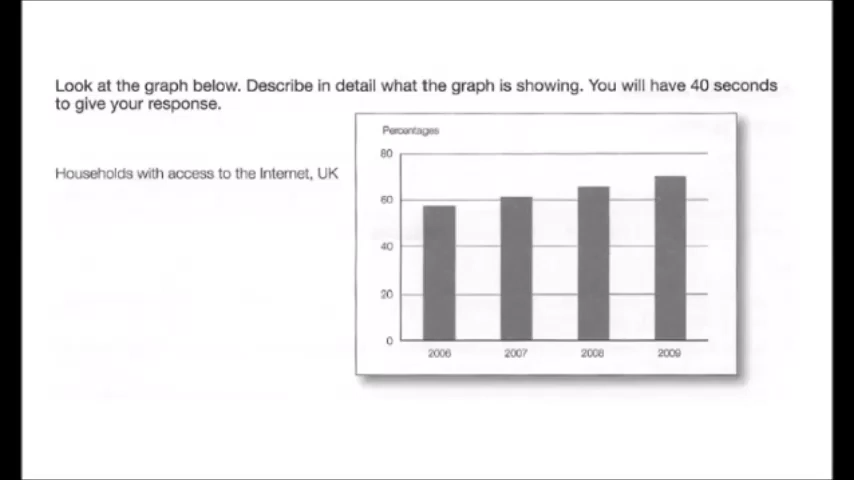 Look at the graph below. Describe in detail what the graph is showing. You will have 40 seconds
to give your response.
Households with access to the Internet, UK
Percentages
80
60
40
20
0
2006 2007 2008 2009